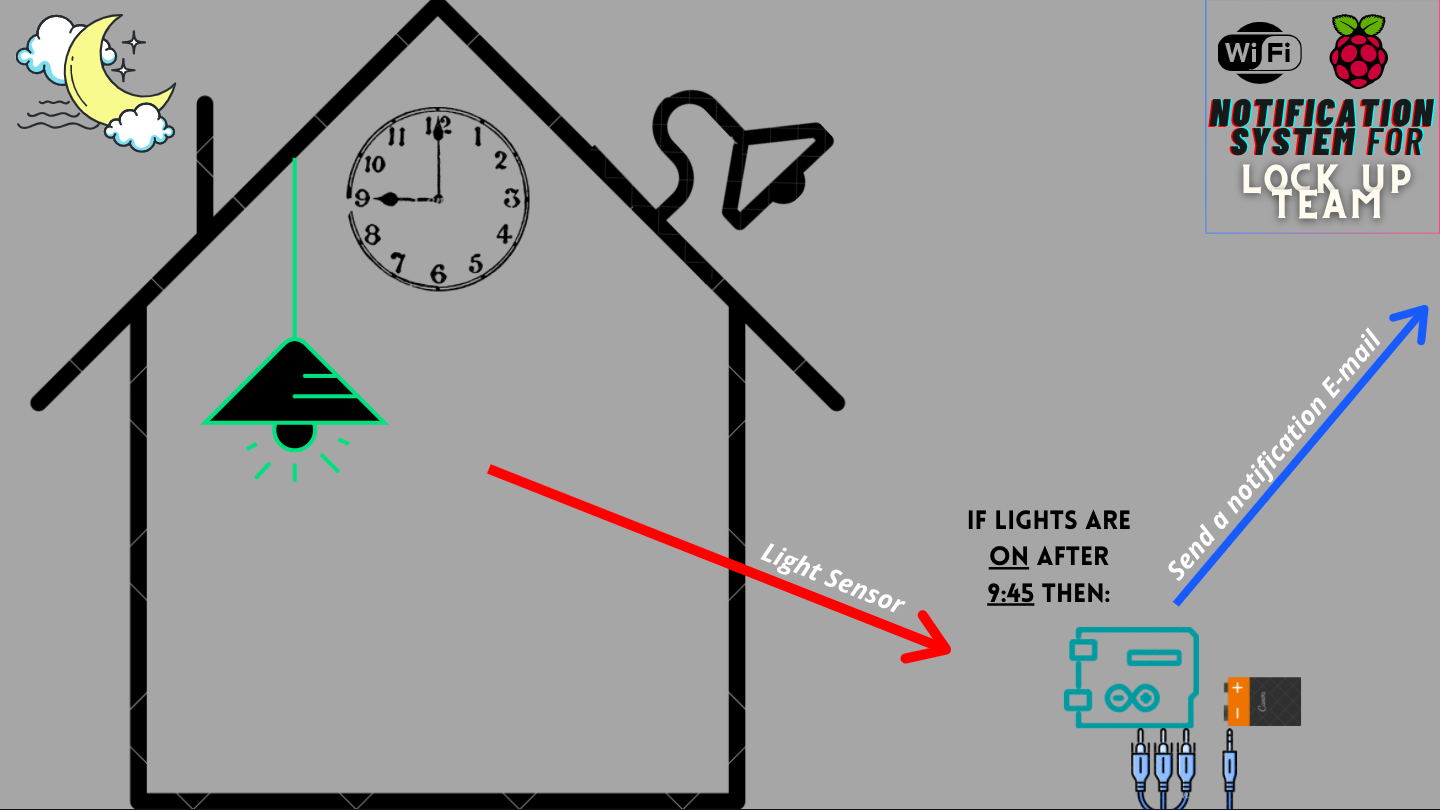 WiFi
NOTIFICATION
SYSTEM FOR
LOCK UP
TEAM
11 12 1
10 2
9 3
8 4
7 6 5
Send a notification E-mail
IF LIGHTS ARE
ON AFTER
9:45 THEN:
Light Sensor
+
-
Canva